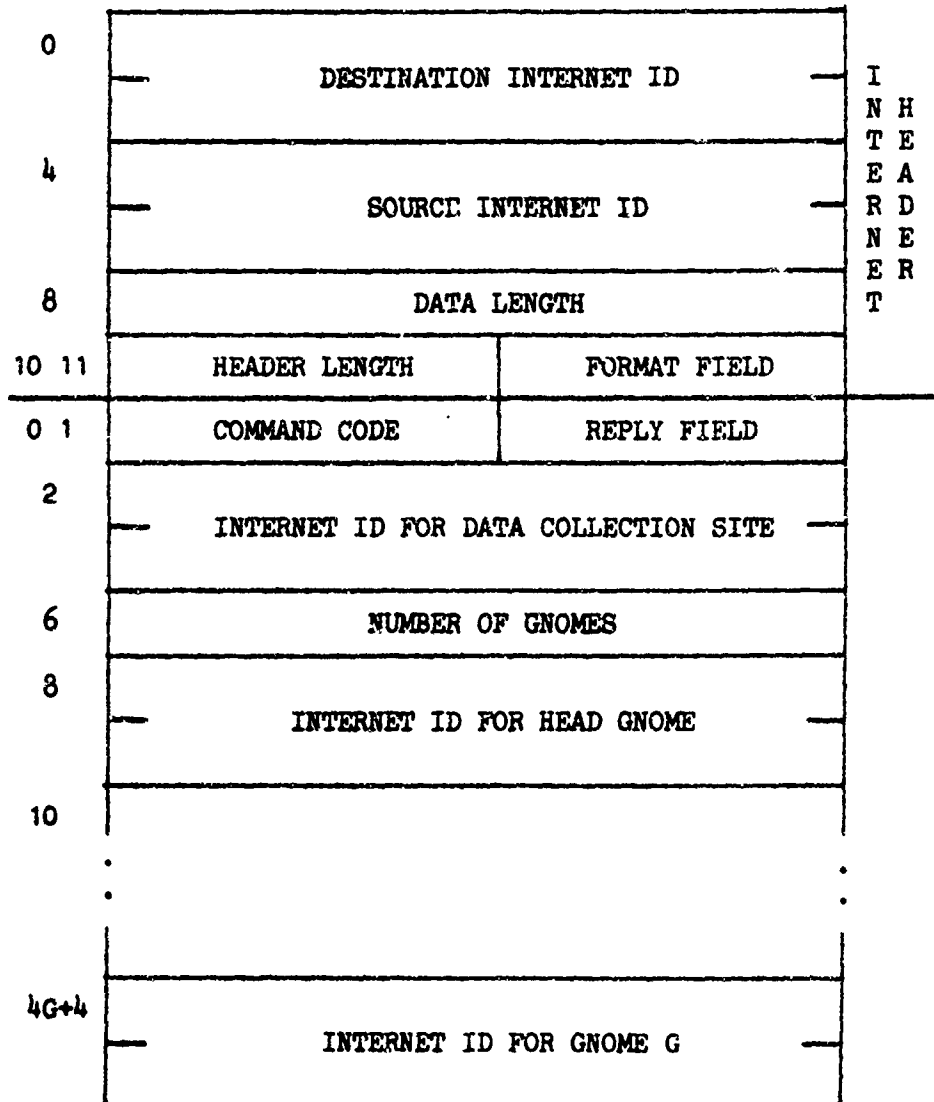 0
DESTINATION INTERNET ID
4
SOURCE INTERNET ID
8
DATA LENGTH
10 11 HEADER LENGTH FORMAT FIELD
0 1 COMMAND CODE REPLY FIELD
2
INTERNET ID FOR DATA COLLECTION SITE
6 NUMBER OF GNOMES
8
INTERNET ID FOR HEAD GNOME
10
4G+4
INTERNET ID FOR GNOME G
INTERNET
HEADER